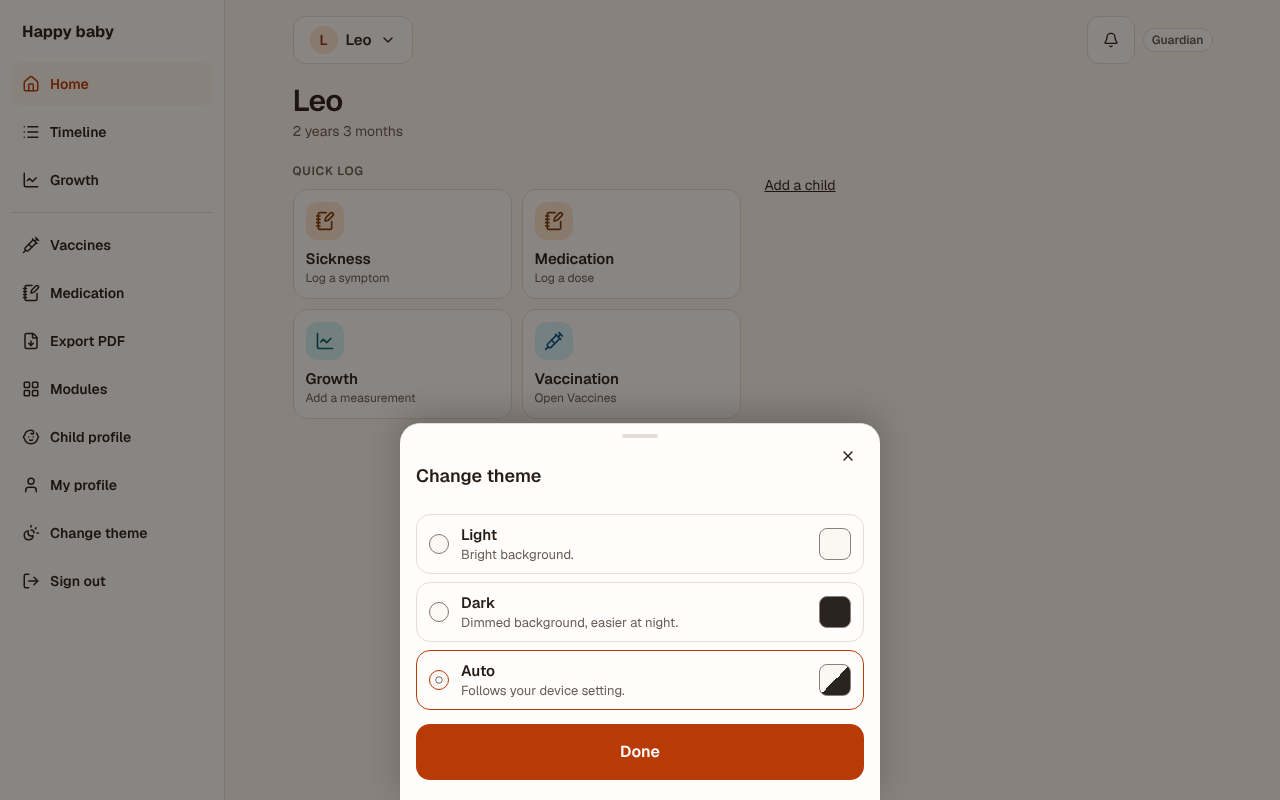 Happy baby
Home
Timeline
Growth
Vaccines
Medication
Export PDF
Modules
Child profile
My profile
Change theme
Sign out
L Leo
Guardian
Leo
2 years 3 months
QUICK LOG
Add a child
Sickness
Log a symptom
Medication
Log a dose
Growth
Add a measurement
Vaccination
Open Vaccines
Change theme
Light
Bright background.
Dark
Dimmed background, easier at night.
Auto
Follows your device setting.
Done